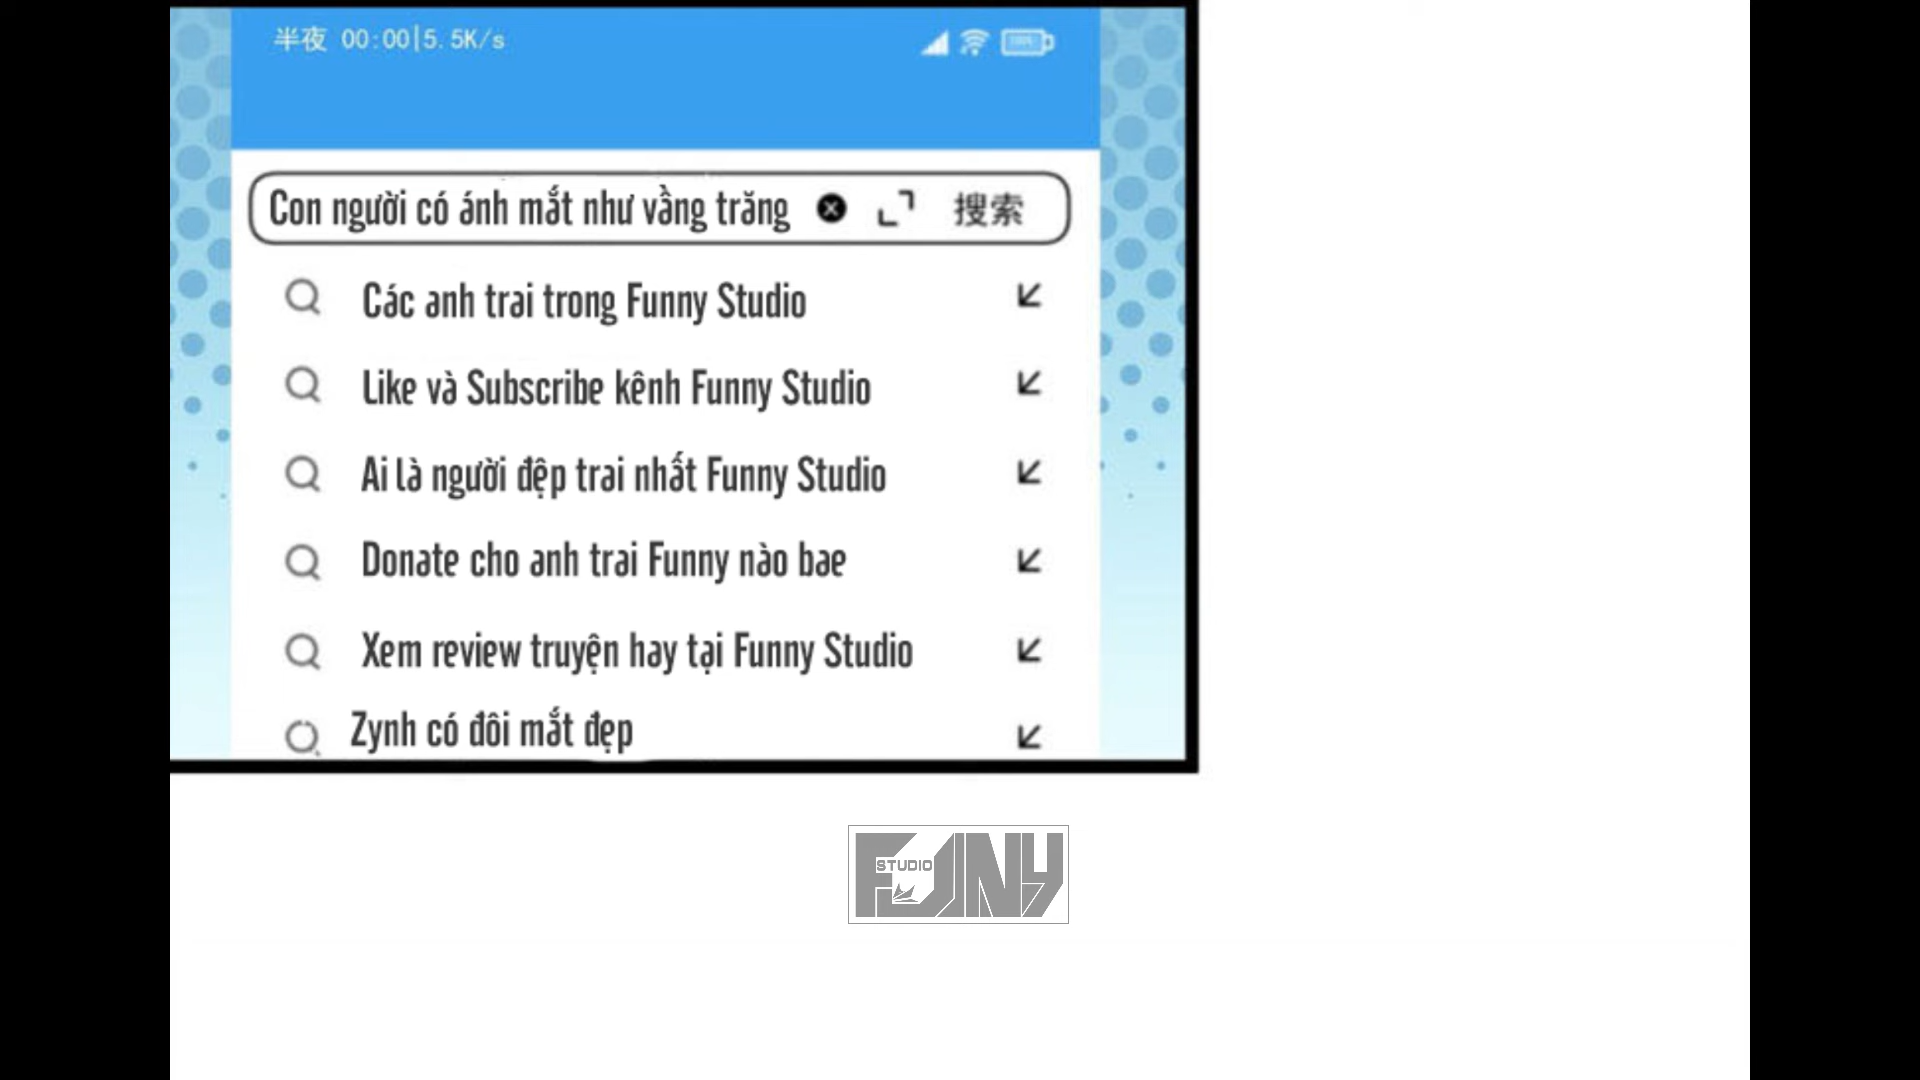 半夜 00:00|5.5K/s
Con người có ánh mắt như vầng trăng 搜索
Các anh trai trong Funny Studio
Like và Subscribe kênh Funny Studio
Ai là người đẹp trai nhất Funny Studio
Donate cho anh trai Funny nào bae
Xem review truyện hay tại Funny Studio
Zynh có đôi mắt đẹp
STUDIO
FUNNY